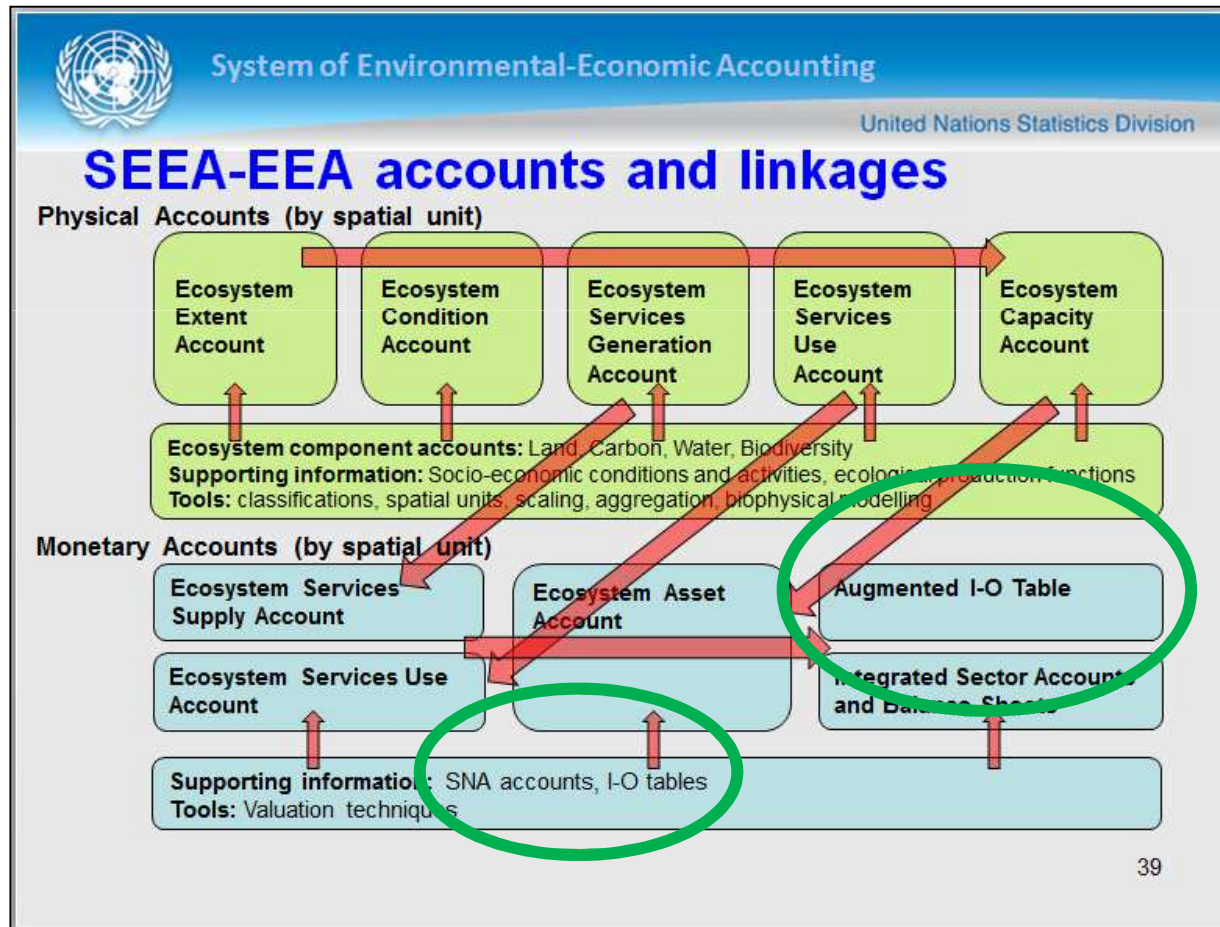 System of Environmental-Economic Accounting
United Nations Statistics Division
SEEA-EEA accounts and linkages
Physical Accounts (by spatial unit)
Ecosystem
Extent
Account
Ecosystem
Condition
Account
Ecosystem
Services
Generation
Account
Ecosystem
Services
Use
Account
Ecosystem
Capacity
Account
Ecosystem component accounts: Land, Carbon, Water, Biodiversity
Supporting information: Socio-economic conditions and activities, ecological production functions
Tools: classifications, spatial units, scaling, aggregation, biophysical modelling
Monetary Accounts (by spatial unit)
Ecosystem Services
Supply Account
Ecosystem Services Use
Account
Ecosystem Asset
Account
Augmented I-O Table
Integrated Sector Accounts
and Balance Sheets
Supporting information: SNA accounts, I-O tables
Tools: Valuation techniques
39